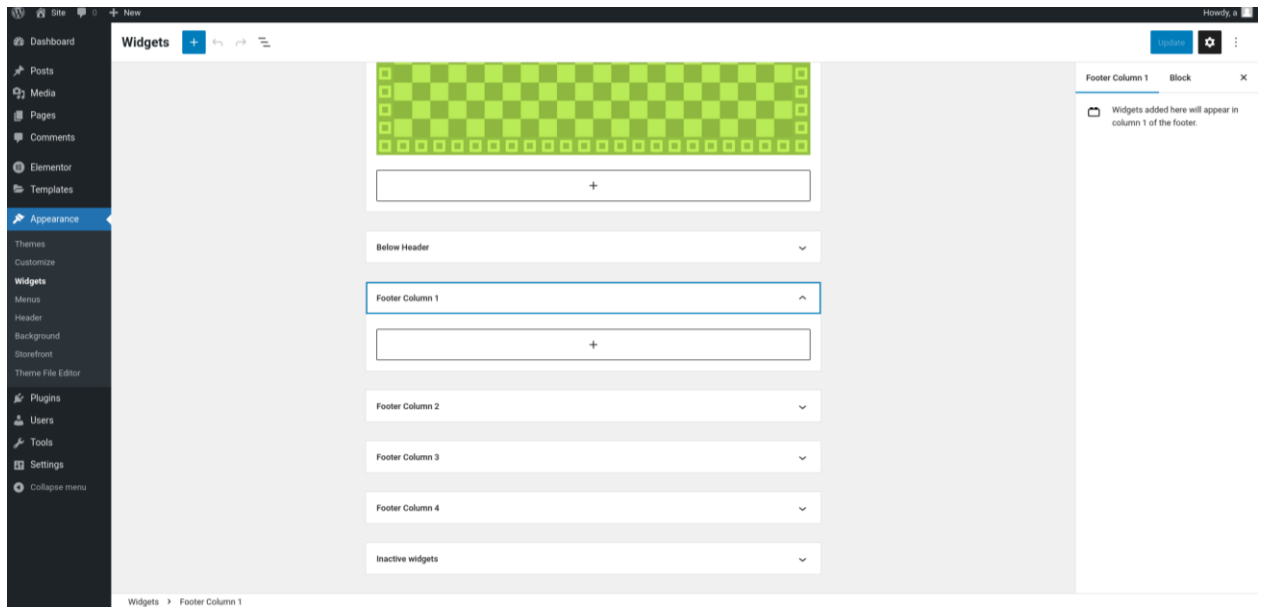 Site 0 + New Howdy, a
Dashboard
Posts
Media
Pages
Comments
Elementor
Templates
Appearance
Themes
Customize
Widgets
Menus
Header
Background
Storefront
Theme File Editor
Plugins
Users
Tools
Settings
Collapse menu
Widgets + Update
+
Below Header
Footer Column 1
+
Footer Column 2
Footer Column 3
Footer Column 4
Inactive widgets
Footer Column 1 Block ×
Widgets added here will appear in
column 1 of the footer.
Widgets > Footer Column 1